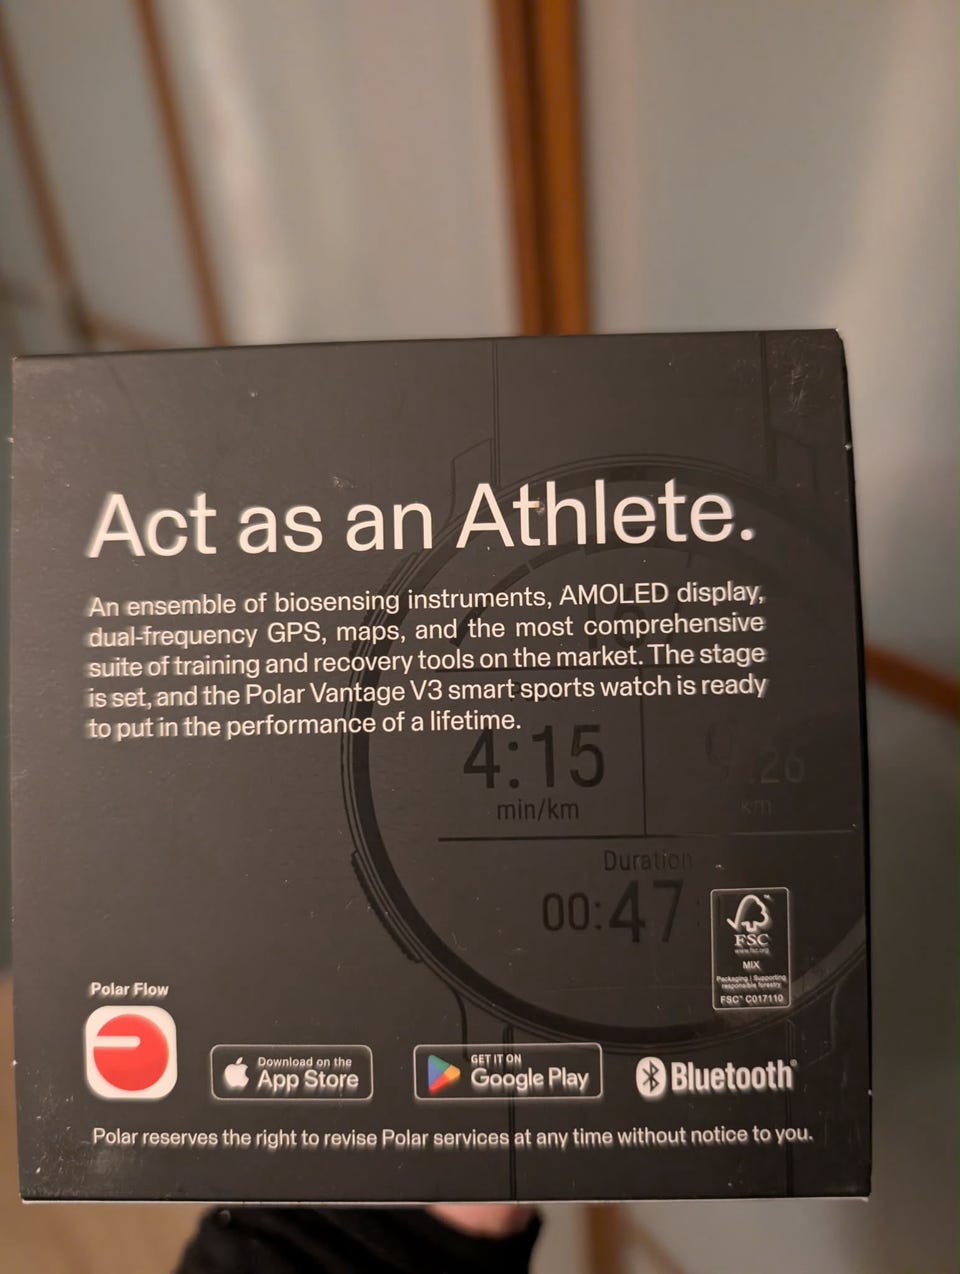 Act as an Athlete.
An ensemble of biosensing instruments, AMOLED display,
dual-frequency GPS, maps, and the most comprehensive
suite of training and recovery tools on the market. The stage
is set, and the Polar Vantage V3 smart sports watch is ready
to put in the performance of a lifetime.
4:15
min/km
km
Duration
00:47
FSC
www.fsc.org
MIX
Packaging | Supporting
responsible forestry
FSC® C017110
Polar Flow
Download on the
App Store
GET IT ON
Google Play
Bluetooth®
Polar reserves the right to revise Polar services at any time without notice to you.